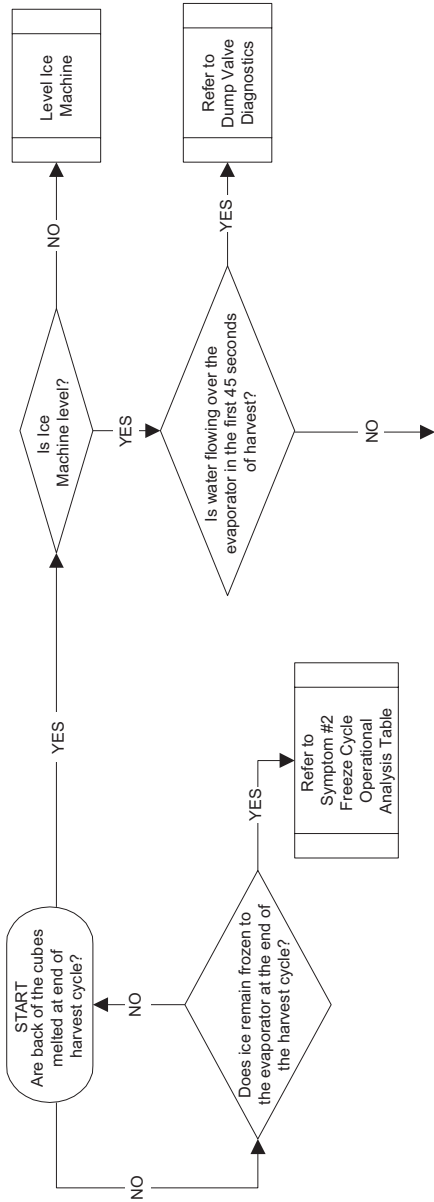 START
Are back of the cubes
melted at end of
harvest cycle?
YES
Is Ice
Machine level?
NO
Level Ice
Machine
NO
Does ice remain frozen to
the evaporator at the end of
the harvest cycle?
NO
YES
Refer to
Symptom #2
Freeze Cycle
Operational
Analysis Table
YES
Is water flowing over the
evaporator in the first 45 seconds
of harvest?
YES
Refer to
Dump Valve
Diagnostics
NO